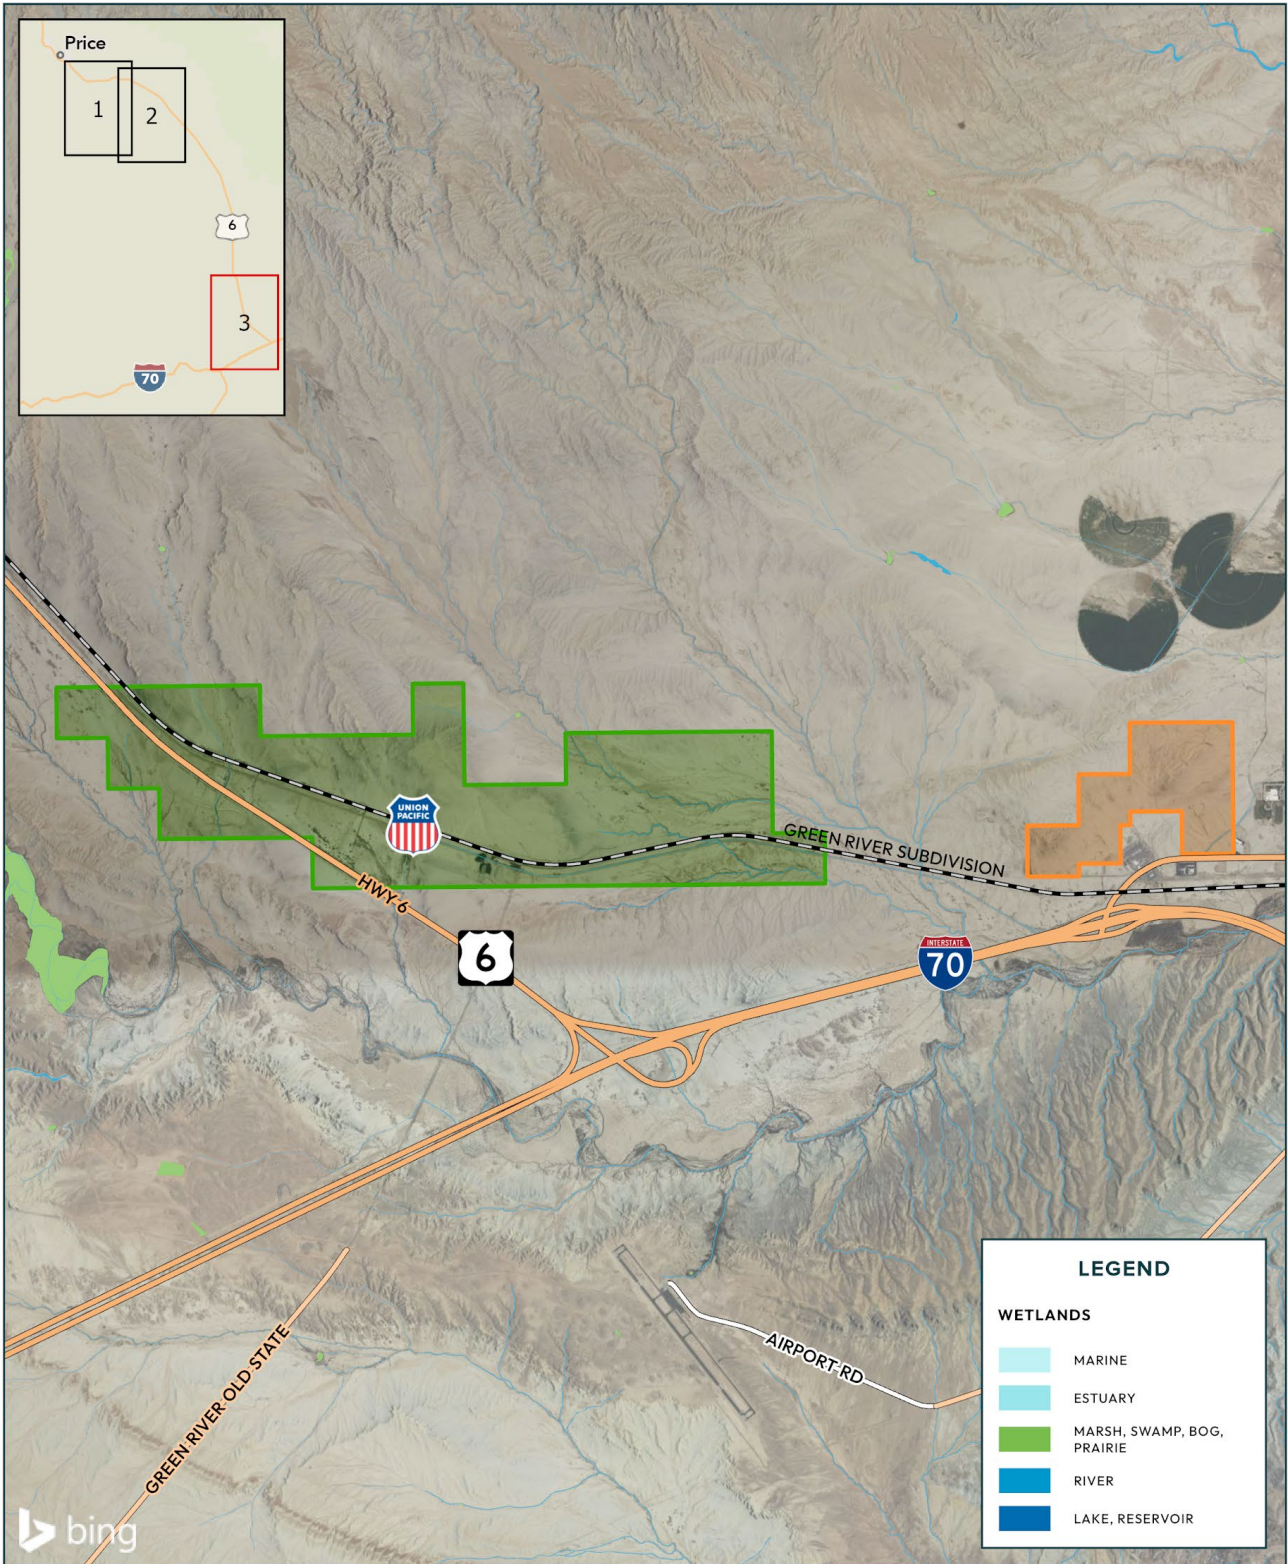 Price
1
2
6
3
70
UNION
PACIFIC
GREEN RIVER SUBDIVISION
HWY 6
6
INTERSTATE
70
AIRPORT RD
GREEN RIVER OLD STATE
bing
LEGEND
WETLANDS
MARINE
ESTUARY
MARSH, SWAMP, BOG,
PRAIRIE
RIVER
LAKE, RESERVOIR